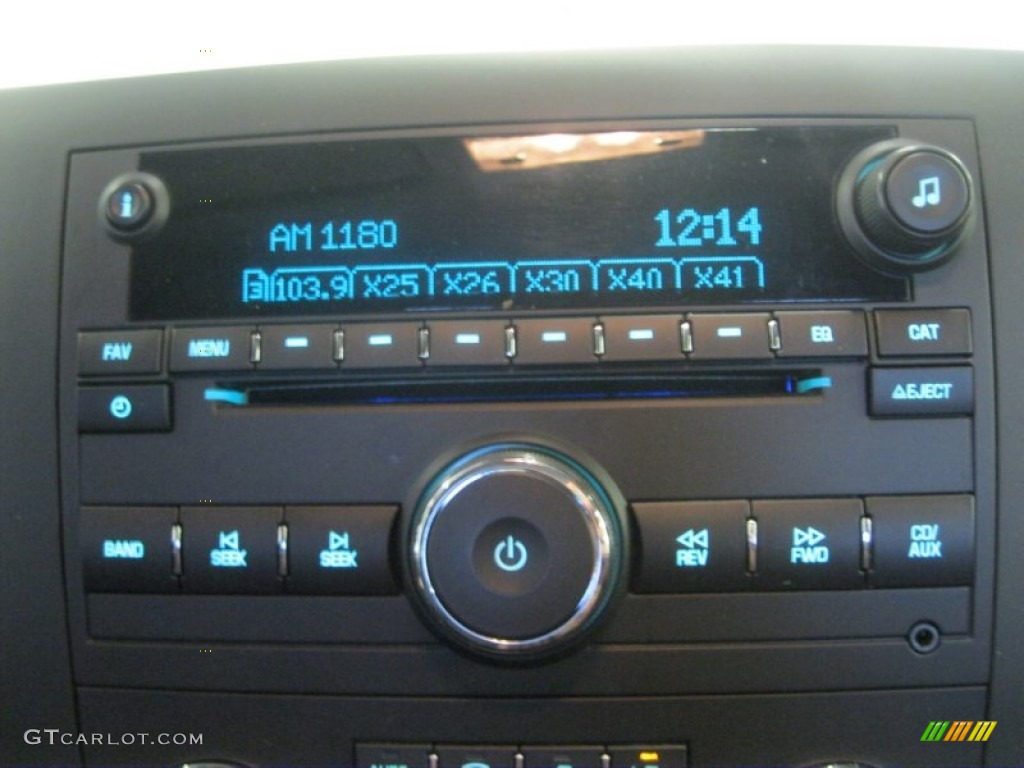 AM 1180 12:14
3 103.9 X25 X26 X30 X40 X41
FAV MENU EQ CAT
EJECT
BAND SEEK SEEK REV FWD CD/
AUX
GTCARLOT.COM